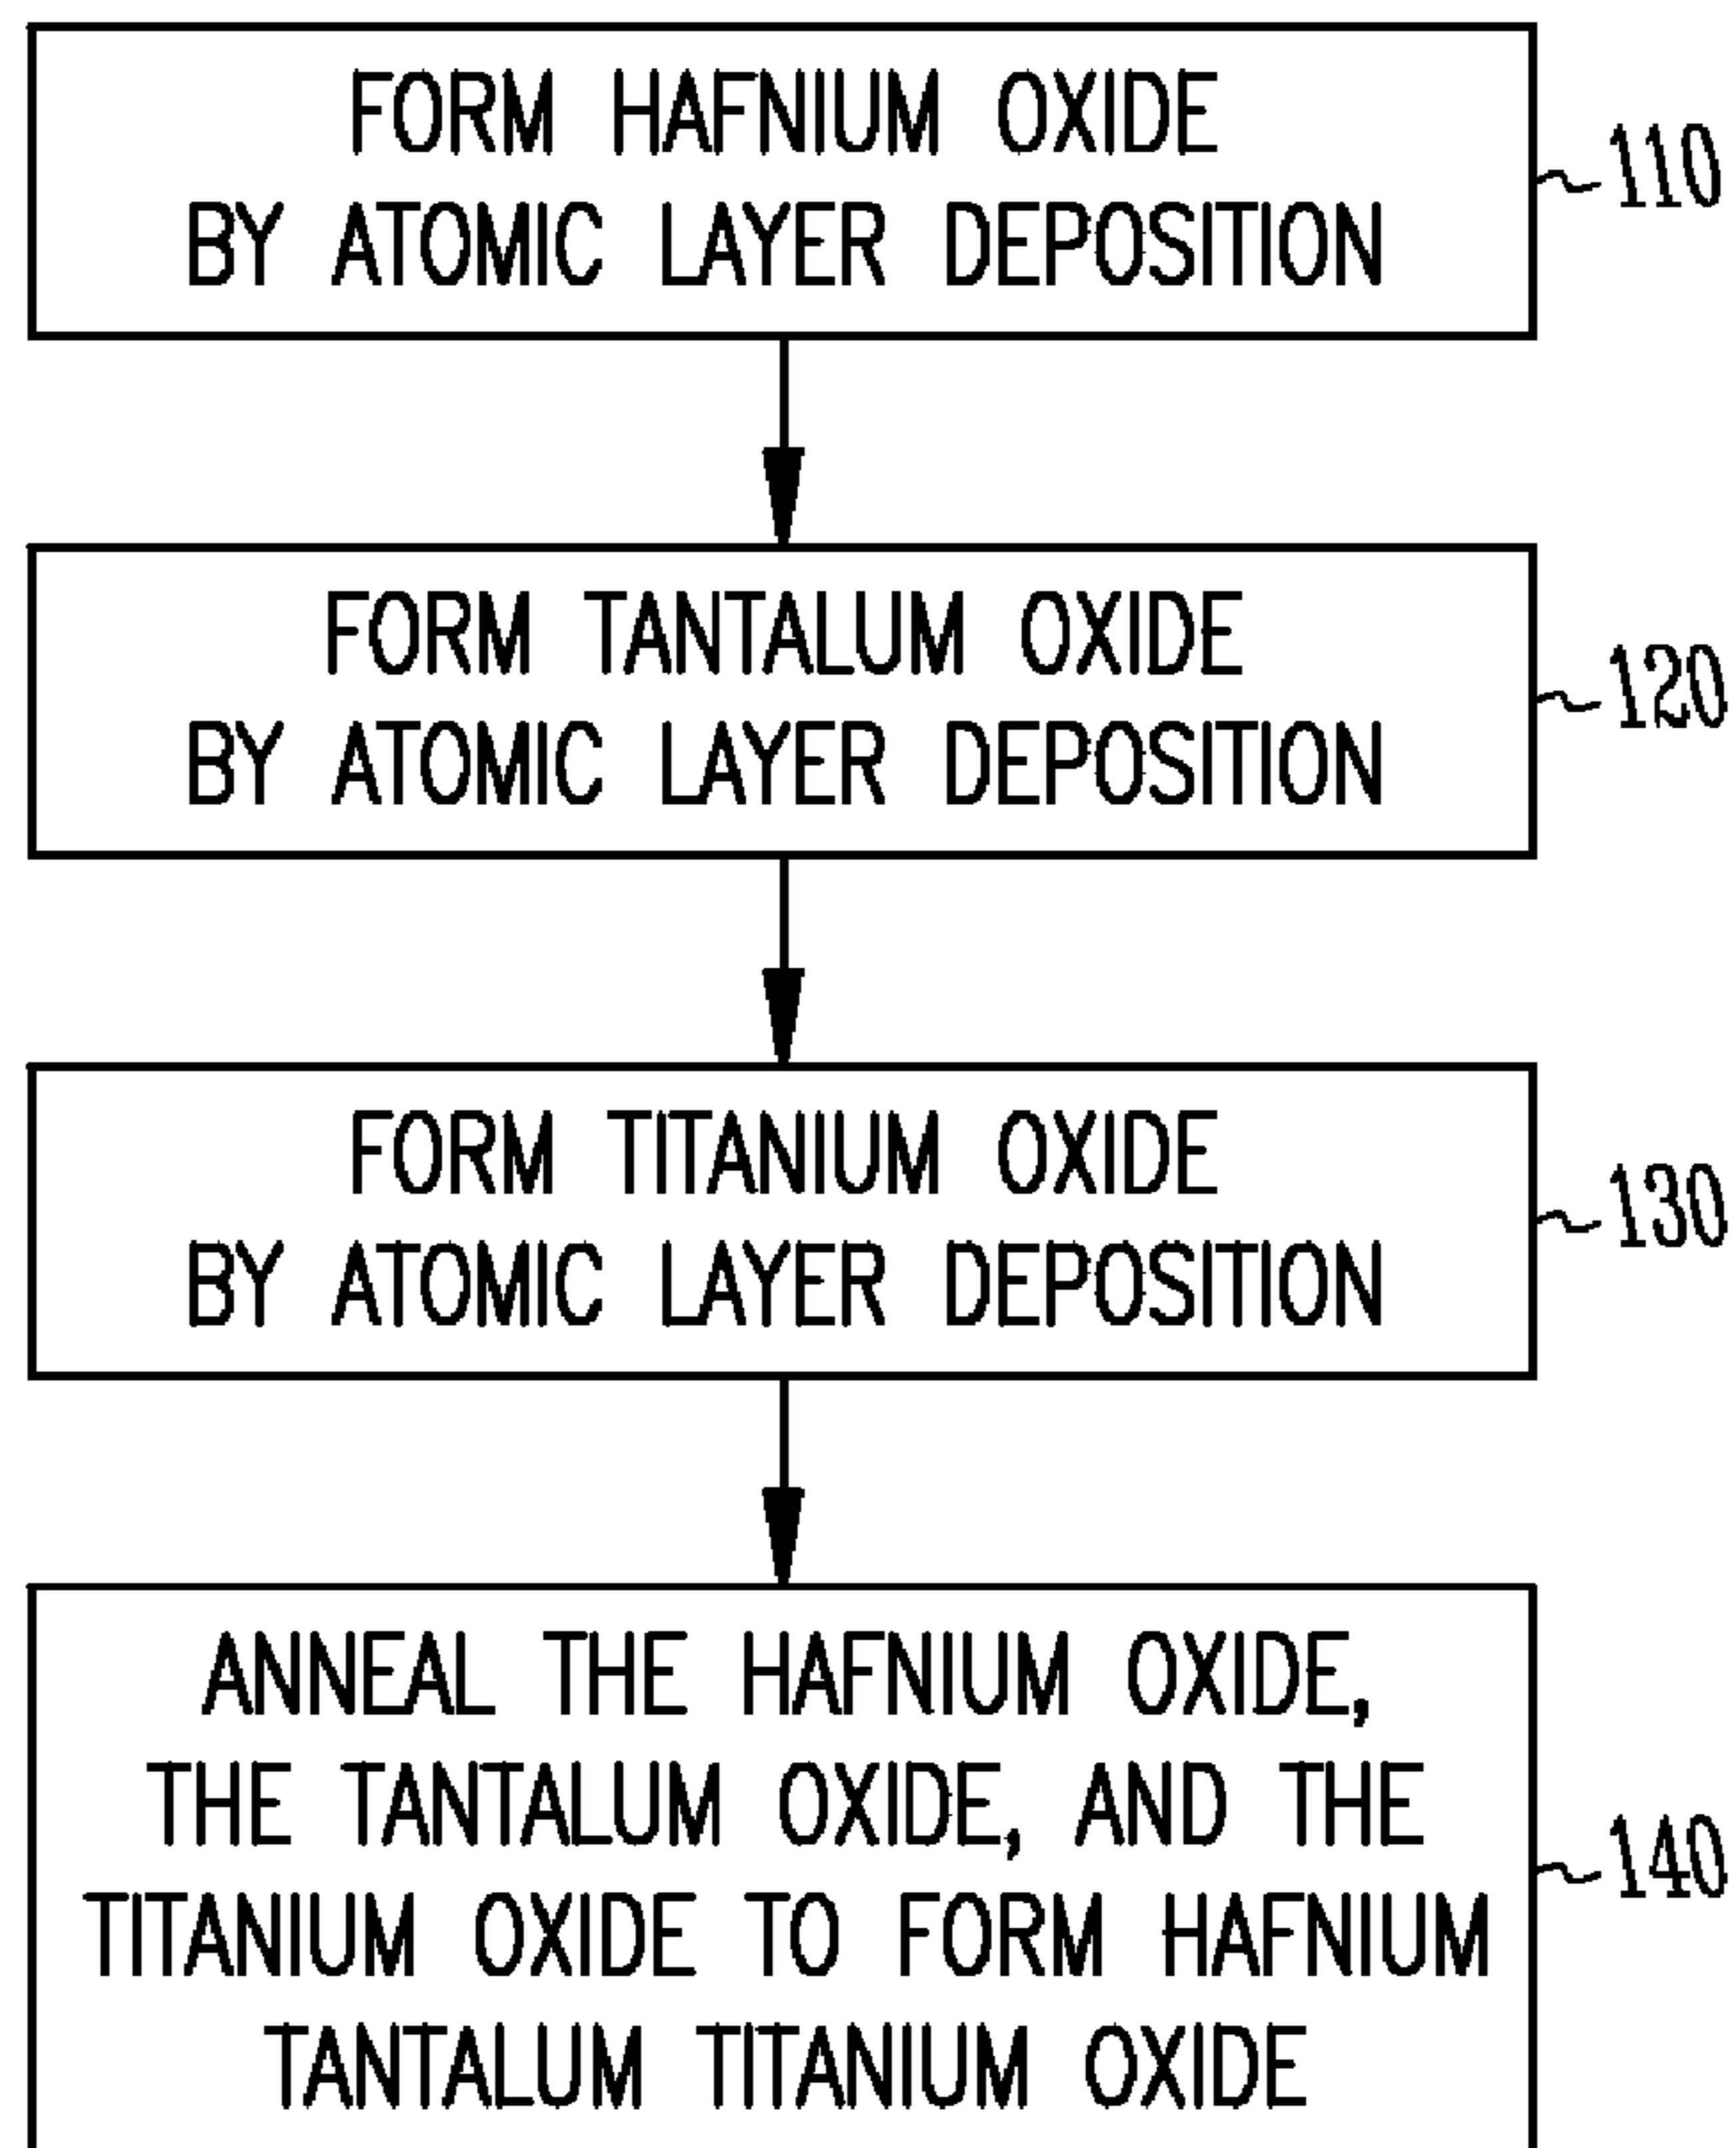 FORM HAFNIUM OXIDE
BY ATOMIC LAYER DEPOSITION
110
FORM TANTALUM OXIDE
BY ATOMIC LAYER DEPOSITION
120
FORM TITANIUM OXIDE
BY ATOMIC LAYER DEPOSITION
130
ANNEAL THE HAFNIUM OXIDE,
THE TANTALUM OXIDE, AND THE
TITANIUM OXIDE TO FORM HAFNIUM
TANTALUM TITANIUM OXIDE
140